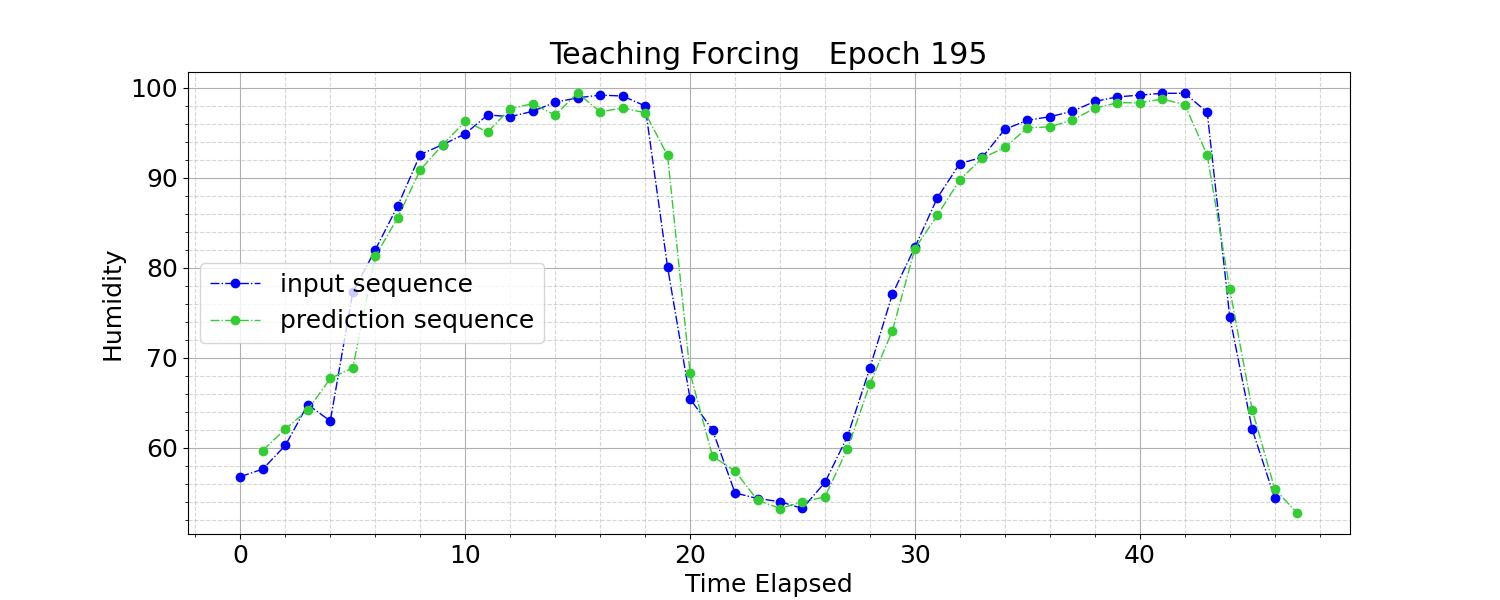 Teaching Forcing   Epoch 195
Humidity
100
90
80
70
60
input sequence
prediction sequence
0 10 20 30 40
Time Elapsed